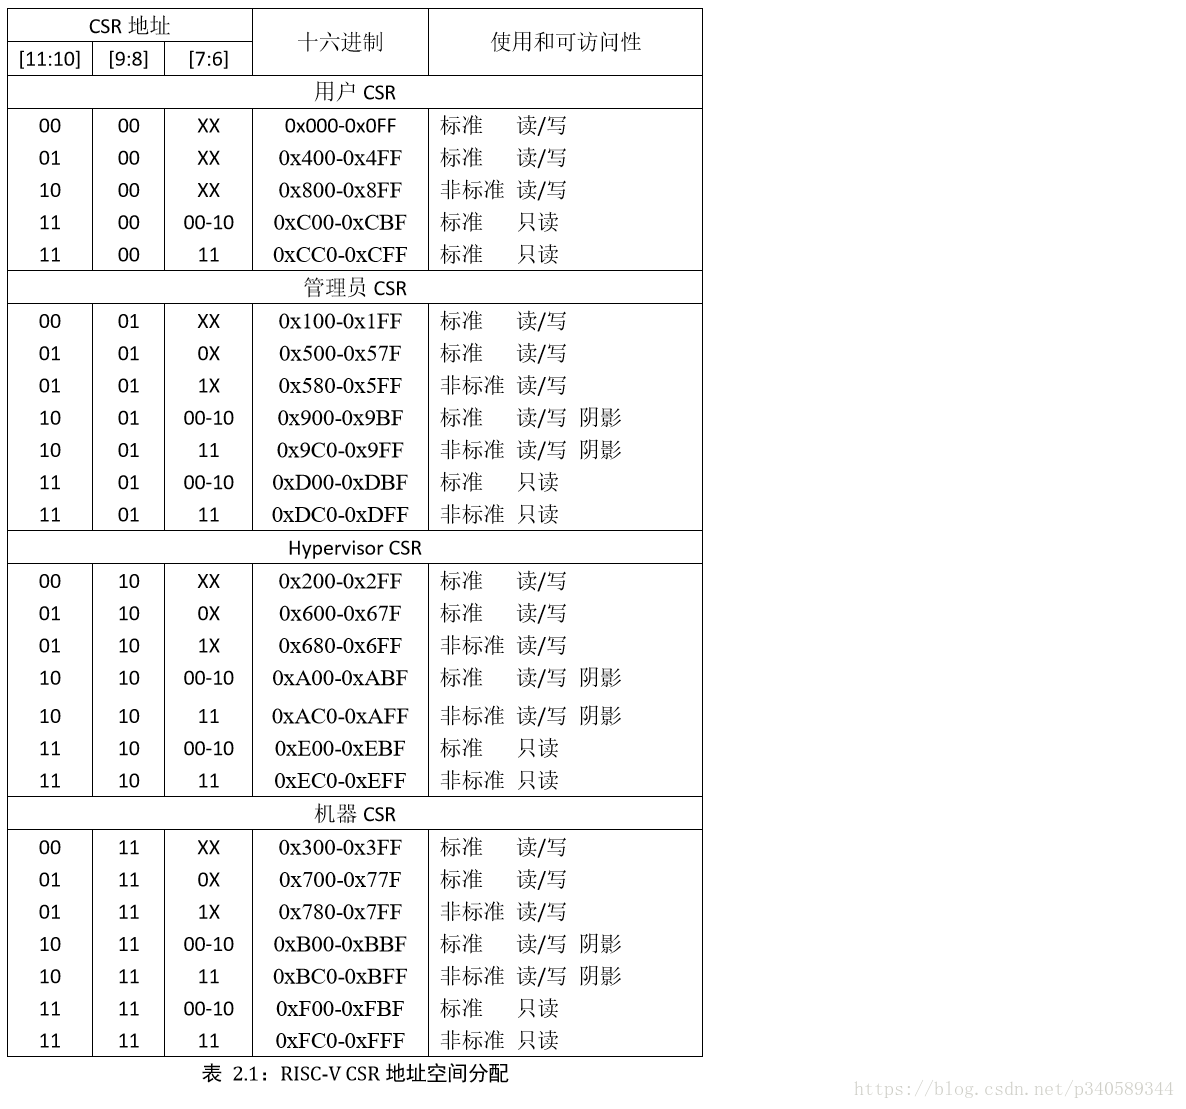 CSR 地址 十六进制 使用和可访问性
[11:10] [9:8] [7:6]
用户 CSR
00 00 XX 0x000-0x0FF 标准 读/写
01 00 XX 0x400-0x4FF 标准 读/写
10 00 XX 0x800-0x8FF 非标准 读/写
11 00 00-10 0xC00-0xCBF 标准 只读
11 00 11 0xCC0-0xCFF 标准 只读
管理员 CSR
00 01 XX 0x100-0x1FF 标准 读/写
01 01 0X 0x500-0x57F 标准 读/写
01 01 1X 0x580-0x5FF 非标准 读/写
10 01 00-10 0x900-0x9BF 标准 读/写 阴影
10 01 11 0x9C0-0x9FF 非标准 读/写 阴影
11 01 00-10 0xD00-0xDBF 标准 只读
11 01 11 0xDC0-0xDFF 非标准 只读
Hypervisor CSR
00 10 XX 0x200-0x2FF 标准 读/写
01 10 0X 0x600-0x67F 标准 读/写
01 10 1X 0x680-0x6FF 非标准 读/写
10 10 00-10 0xA00-0xABF 标准 读/写 阴影
10 10 11 0xAC0-0xAFF 非标准 读/写 阴影
11 10 00-10 0xE00-0xEBF 标准 只读
11 10 11 0xEC0-0xEFF 非标准 只读
机器 CSR
00 11 XX 0x300-0x3FF 标准 读/写
01 11 0X 0x700-0x77F 标准 读/写
01 11 1X 0x780-0x7FF 非标准 读/写
10 11 00-10 0xB00-0xBBF 标准 读/写 阴影
10 11 11 0xBC0-0xBFF 非标准 读/写 阴影
11 11 00-10 0xF00-0xFBF 标准 只读
11 11 11 0xFC0-0xFFF 非标准 只读
表 2.1：RISC-V CSR 地址空间分配
https://blog.csdn.net/p340589344